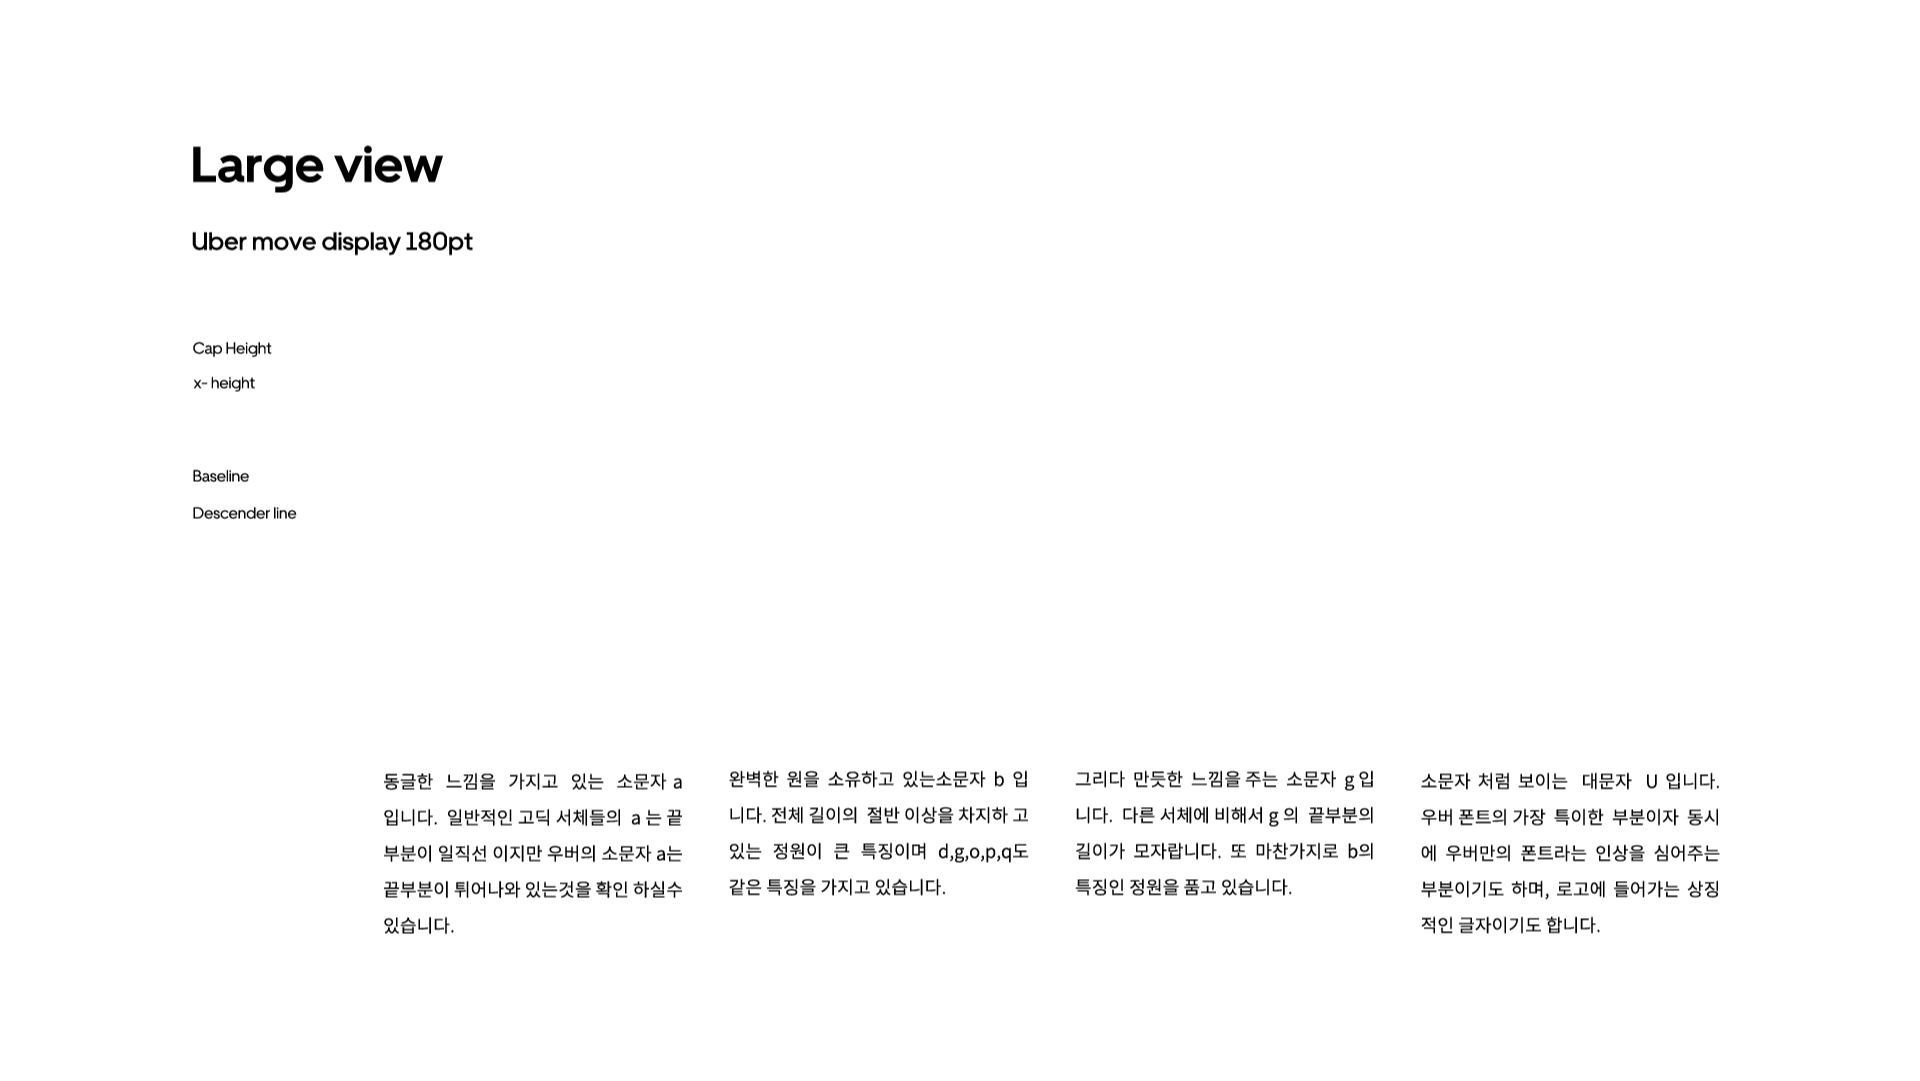 Large view
Uber move display 180pt
Cap Height
x- height
Baseline
Descender line
동글한 느낌을 가지고 있는 소문자 a
입니다. 일반적인 고딕 서체들의 a 는 끝
부분이 일직선 이지만 우버의 소문자 a는
끝부분이 튀어나와 있는것을 확인 하실수
있습니다.
완벽한 원을 소유하고 있는소문자 b 입
니다. 전체 길이의 절반 이상을 차지하 고
있는 정원이 큰 특징이며 d,g,o,p,q도
같은 특징을 가지고 있습니다.
그리다 만듯한 느낌을 주는 소문자 g 입
니다. 다른 서체에 비해서 g 의 끝부분의
길이가 모자랍니다. 또 마찬가지로 b의
특징인 정원을 품고 있습니다.
소문자 처럼 보이는 대문자 U 입니다.
우버 폰트의 가장 특이한 부분이자 동시
에 우버만의 폰트라는 인상을 심어주는
부분이기도 하며, 로고에 들어가는 상징
적인 글자이기도 합니다.